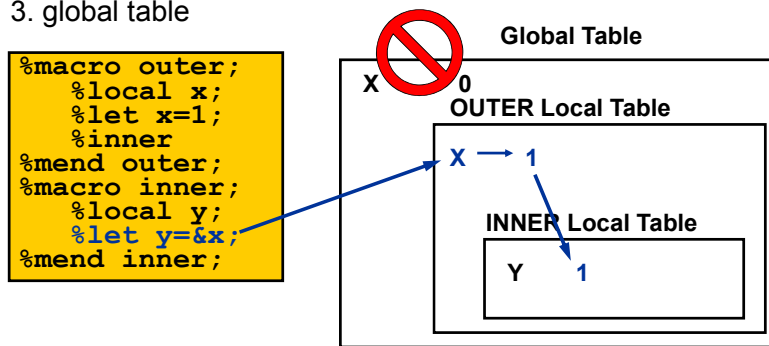 3. global table
%macro outer;
%local x;
%let x=1;
%inner
%mend outer;
%macro inner;
%local y;
%let y=&x;
%mend inner;
Global Table
X 0
OUTER Local Table
X 1
INNER Local Table
Y 1